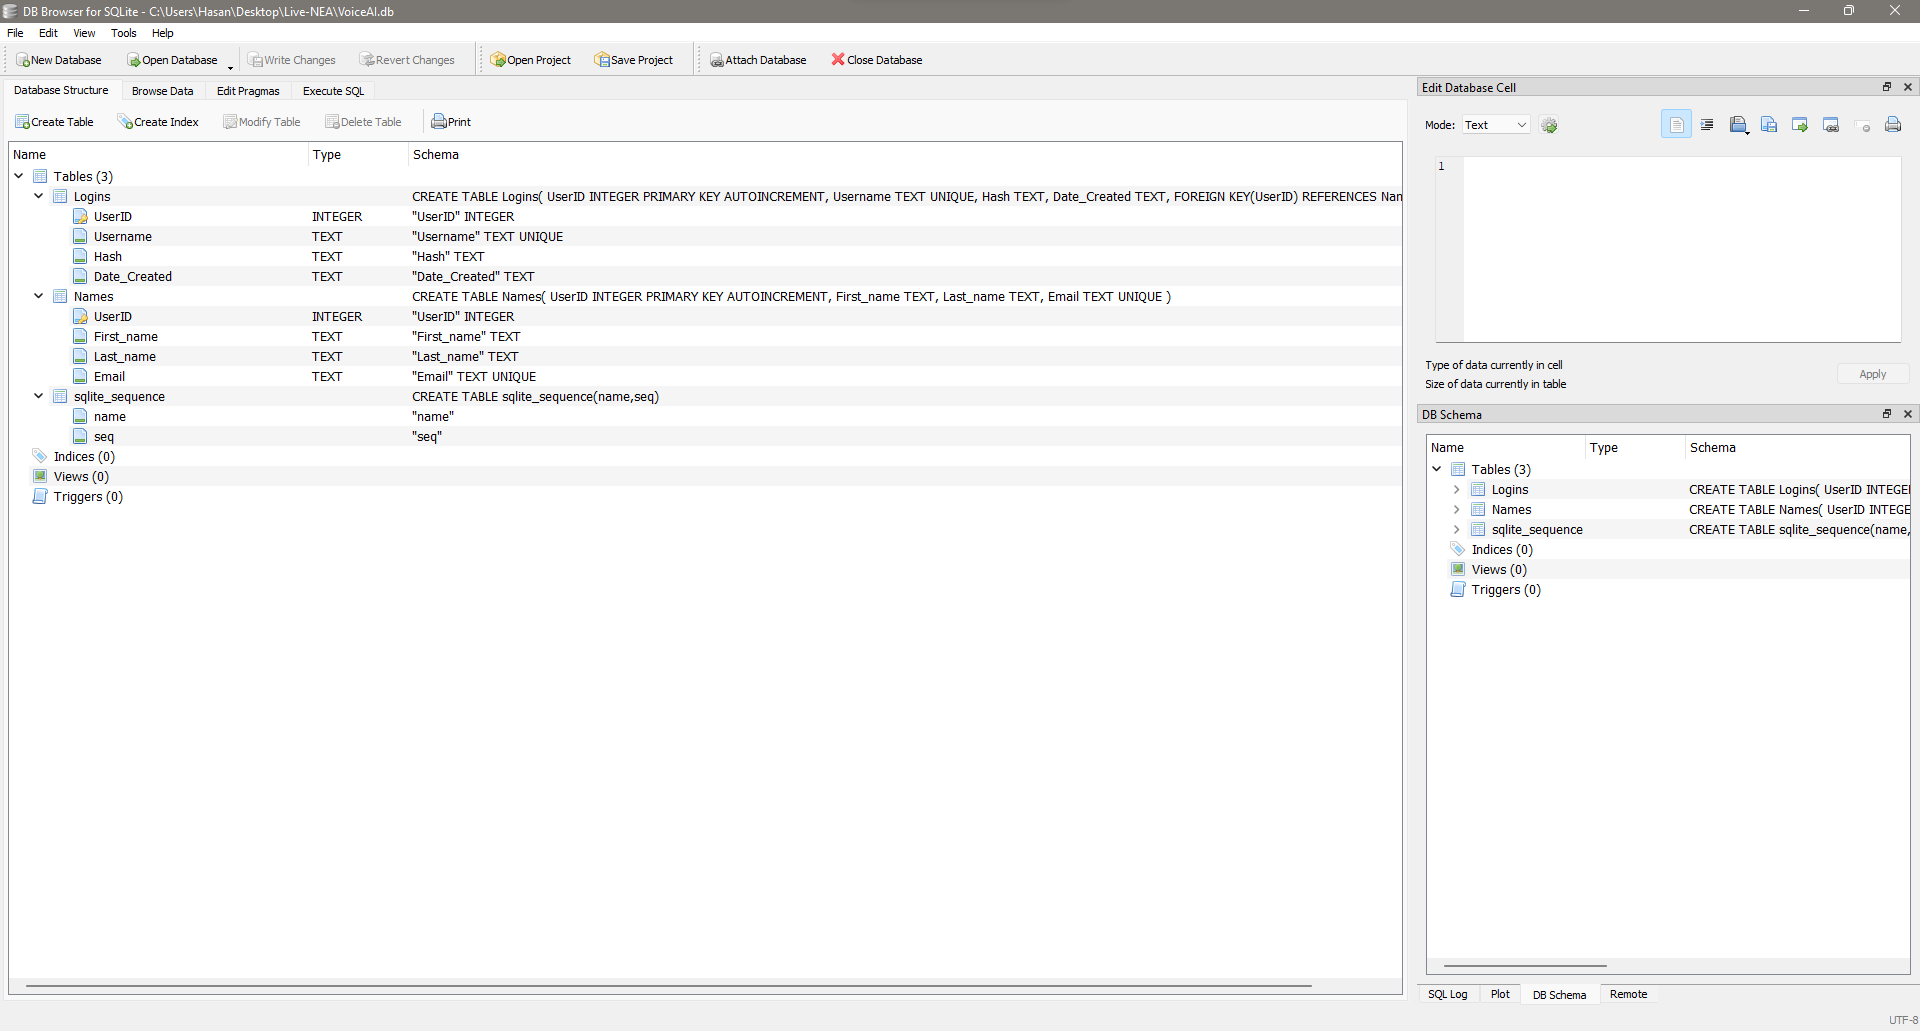 DB Browser for SQLite - C:\Users\Hasan\Desktop\Live-NEA\VoiceAI.db
File Edit View Tools Help
New Database Open Database Write Changes Revert Changes Open Project Save Project Attach Database Close Database
Database Structure Browse Data Edit Pragmas Execute SQL
Create Table Create Index Modify Table Delete Table Print
Name Type Schema
Tables (3)
Logins CREATE TABLE Logins( UserID INTEGER PRIMARY KEY AUTOINCREMENT, Username TEXT UNIQUE, Hash TEXT, Date_Created TEXT, FOREIGN KEY(UserID) REFERENCES Nam
UserID INTEGER "UserID" INTEGER
Username TEXT "Username" TEXT UNIQUE
Hash TEXT "Hash" TEXT
Date_Created TEXT "Date_Created" TEXT
Names CREATE TABLE Names( UserID INTEGER PRIMARY KEY AUTOINCREMENT, First_name TEXT, Last_name TEXT, Email TEXT UNIQUE )
UserID INTEGER "UserID" INTEGER
First_name TEXT "First_name" TEXT
Last_name TEXT "Last_name" TEXT
Email TEXT "Email" TEXT UNIQUE
sqlite_sequence CREATE TABLE sqlite_sequence(name,seq)
name "name"
seq "seq"
Indices (0)
Views (0)
Triggers (0)
Edit Database Cell
Mode: Text
1
Type of data currently in cell
Size of data currently in table
Apply
DB Schema
Name Type Schema
Tables (3)
Logins CREATE TABLE Logins( UserID INTEGE
Names CREATE TABLE Names( UserID INTEGE
sqlite_sequence CREATE TABLE sqlite_sequence(name,
Indices (0)
Views (0)
Triggers (0)
SQL Log Plot DB Schema Remote
UTF-8